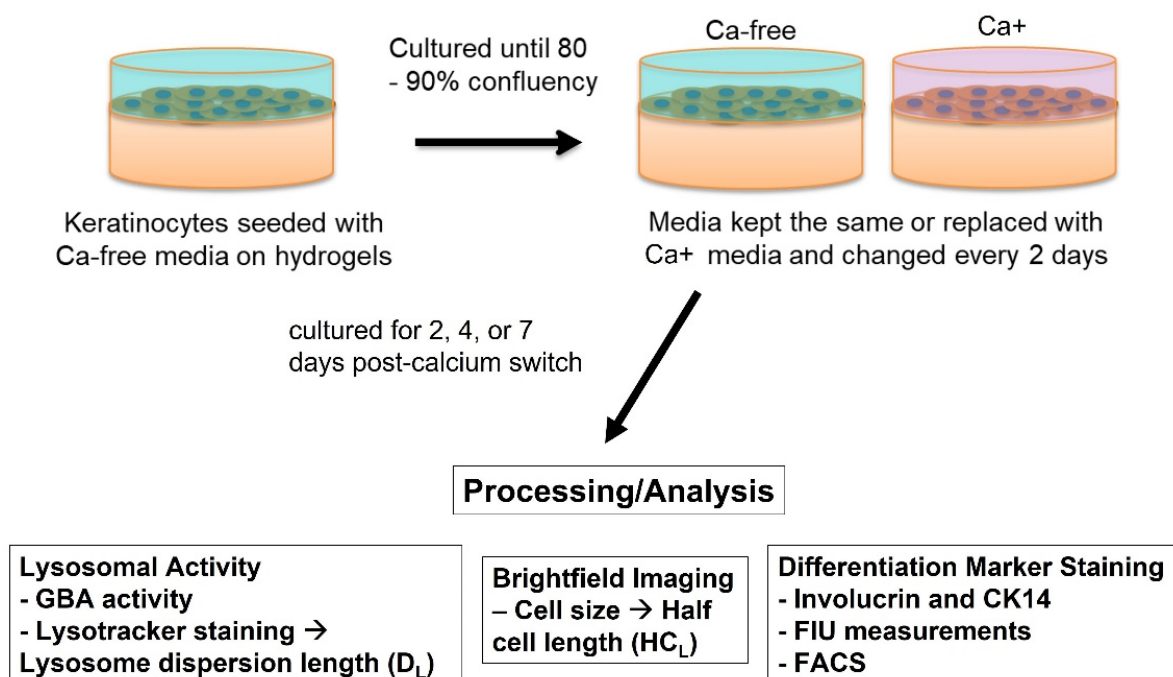 Cultured until 80
- 90% confluency
Ca-free
Ca+
Keratinocytes seeded with
Ca-free media on hydrogels
Media kept the same or replaced with
Ca+ media and changed every 2 days
cultured for 2, 4, or 7
days post-calcium switch
Processing/Analysis
Lysosomal Activity
- GBA activity
- Lysotracker staining →
Lysosome dispersion length (D_L)
Brightfield Imaging
– Cell size → Half
cell length (HC_L)
Differentiation Marker Staining
- Involucrin and CK14
- FIU measurements
- FACS